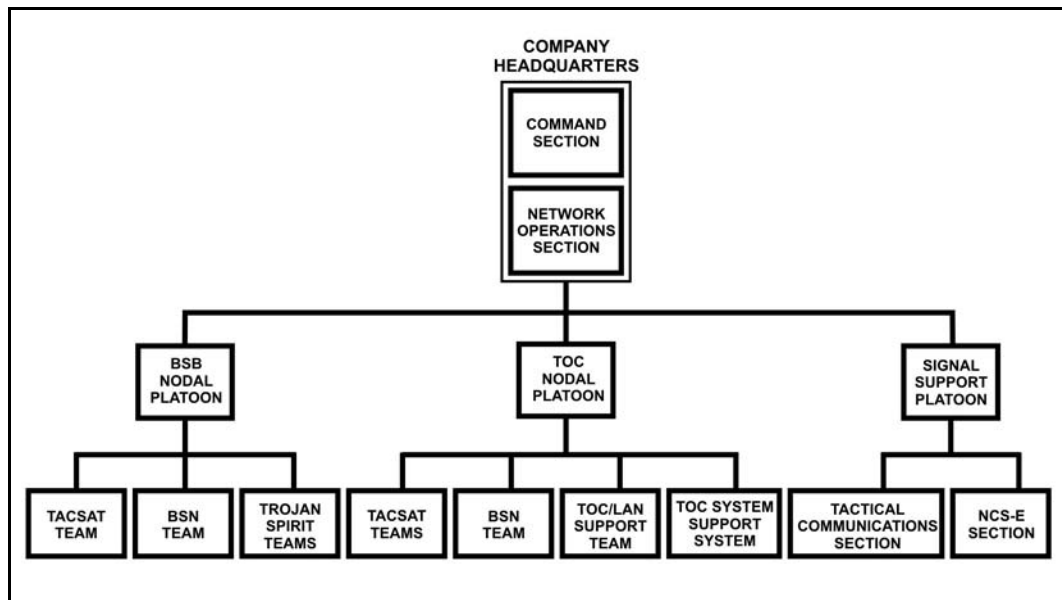 COMPANY
HEADQUARTERS
COMMAND
SECTION
NETWORK
OPERATIONS
SECTION
BSB
NODAL
PLATOON
TOC
NODAL
PLATOON
SIGNAL
SUPPORT
PLATOON
TACSAT
TEAM
BSN
TEAM
TROJAN
SPIRIT
TEAMS
TACSAT
TEAMS
BSN
TEAM
TOC/LAN
SUPPORT
TEAM
TOC SYSTEM
SUPPORT
SYSTEM
TACTICAL
COMMUNICATIONS
SECTION
NCS-E
SECTION